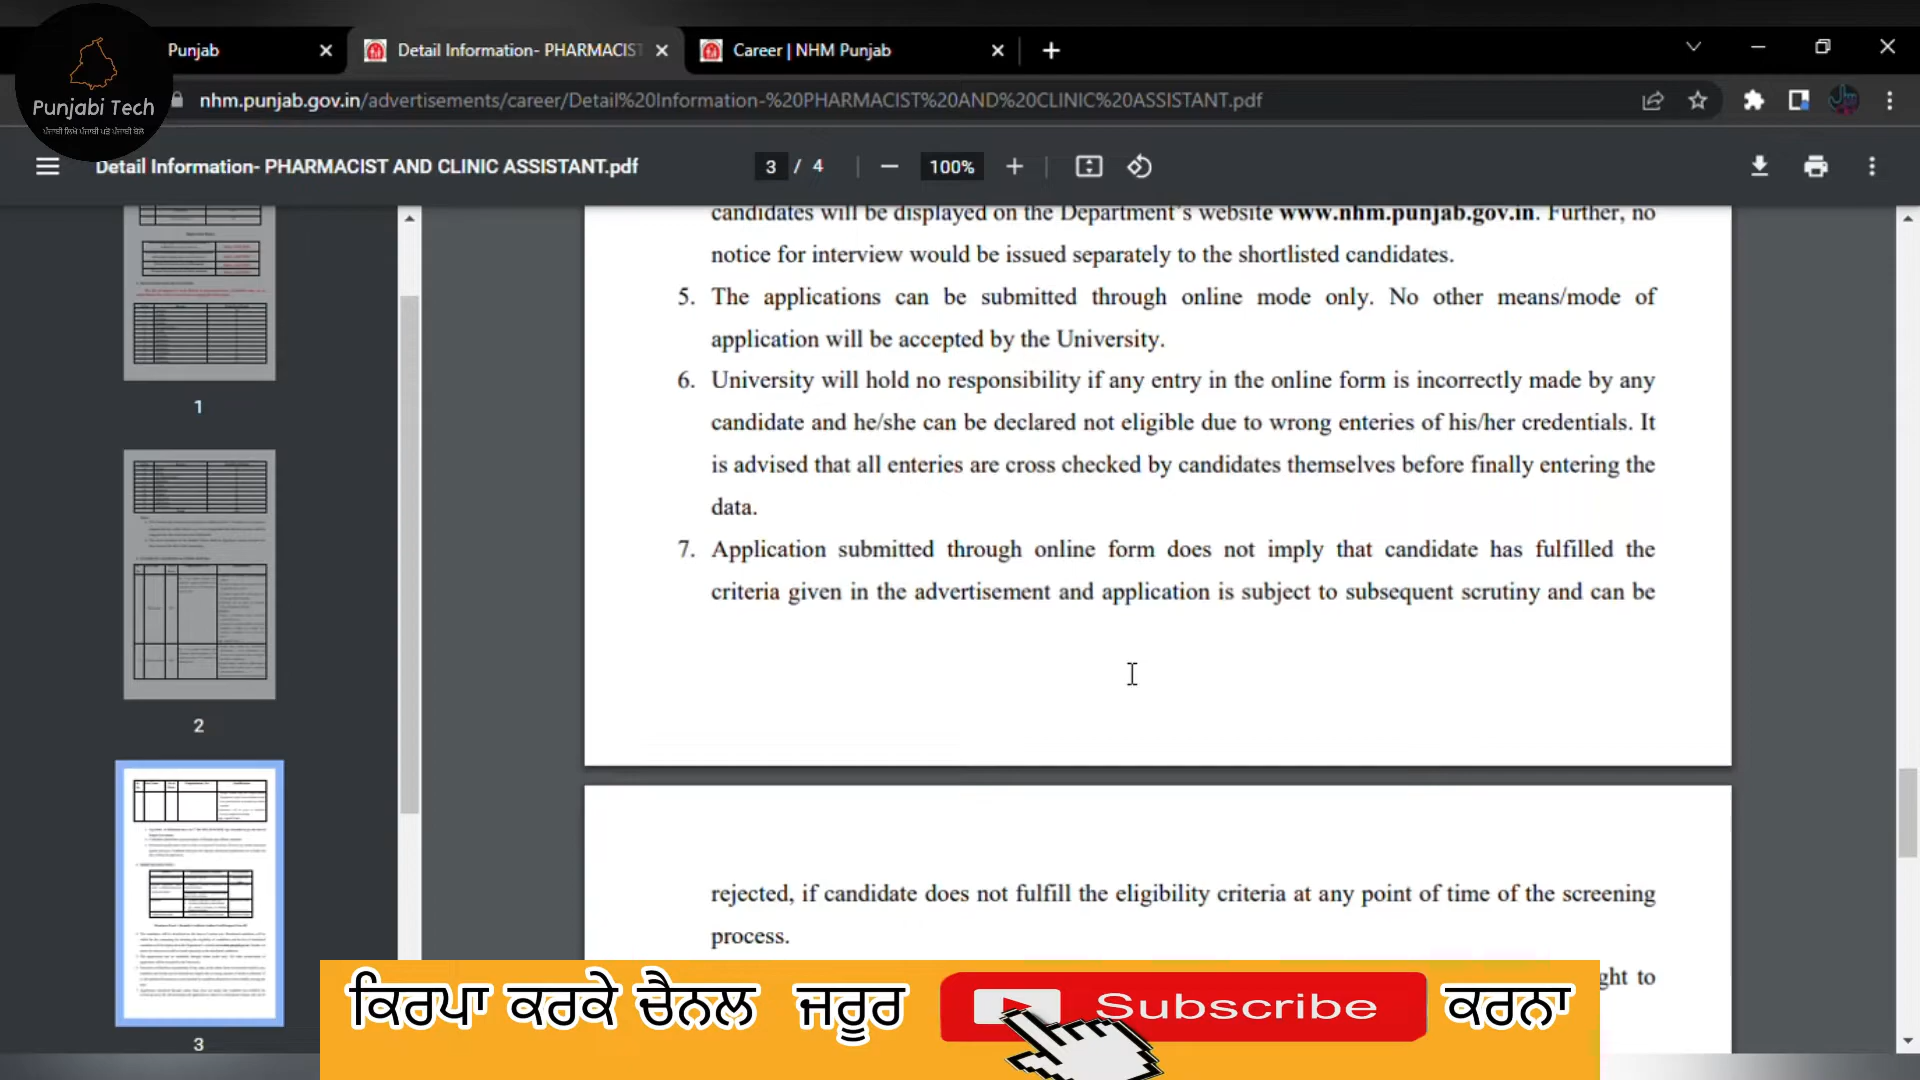 Punjab
Detail Information- PHARMACIST
Career | NHM Punjab
Punjabi Tech
ਪੰਜਾਬੀ ਲਿਖੋ ਪੰਜਾਬੀ ਪੜੋ ਪੰਜਾਬੀ ਬੋਲੋ
nhm.punjab.gov.in/advertisements/career/Detail%20Information-%20PHARMACIST%20AND%20CLINIC%20ASSISTANT.pdf
Detail Information- PHARMACIST AND CLINIC ASSISTANT.pdf
3 / 4
100%
candidates will be displayed on the Department's website www.nhm.punjab.gov.in. Further, no
notice for interview would be issued separately to the shortlisted candidates.
5. The applications can be submitted through online mode only. No other means/mode of
application will be accepted by the University.
6. University will hold no responsibility if any entry in the online form is incorrectly made by any
candidate and he/she can be declared not eligible due to wrong enteries of his/her credentials. It
is advised that all enteries are cross checked by candidates themselves before finally entering the
data.
7. Application submitted through online form does not imply that candidate has fulfilled the
criteria given in the advertisement and application is subject to subsequent scrutiny and can be
rejected, if candidate does not fulfill the eligibility criteria at any point of time of the screening
process.
ght to
1
2
3
ਕਿਰਪਾ ਕਰਕੇ ਚੈਨਲ ਜਰੂਰ Subscribe ਕਰਨਾ